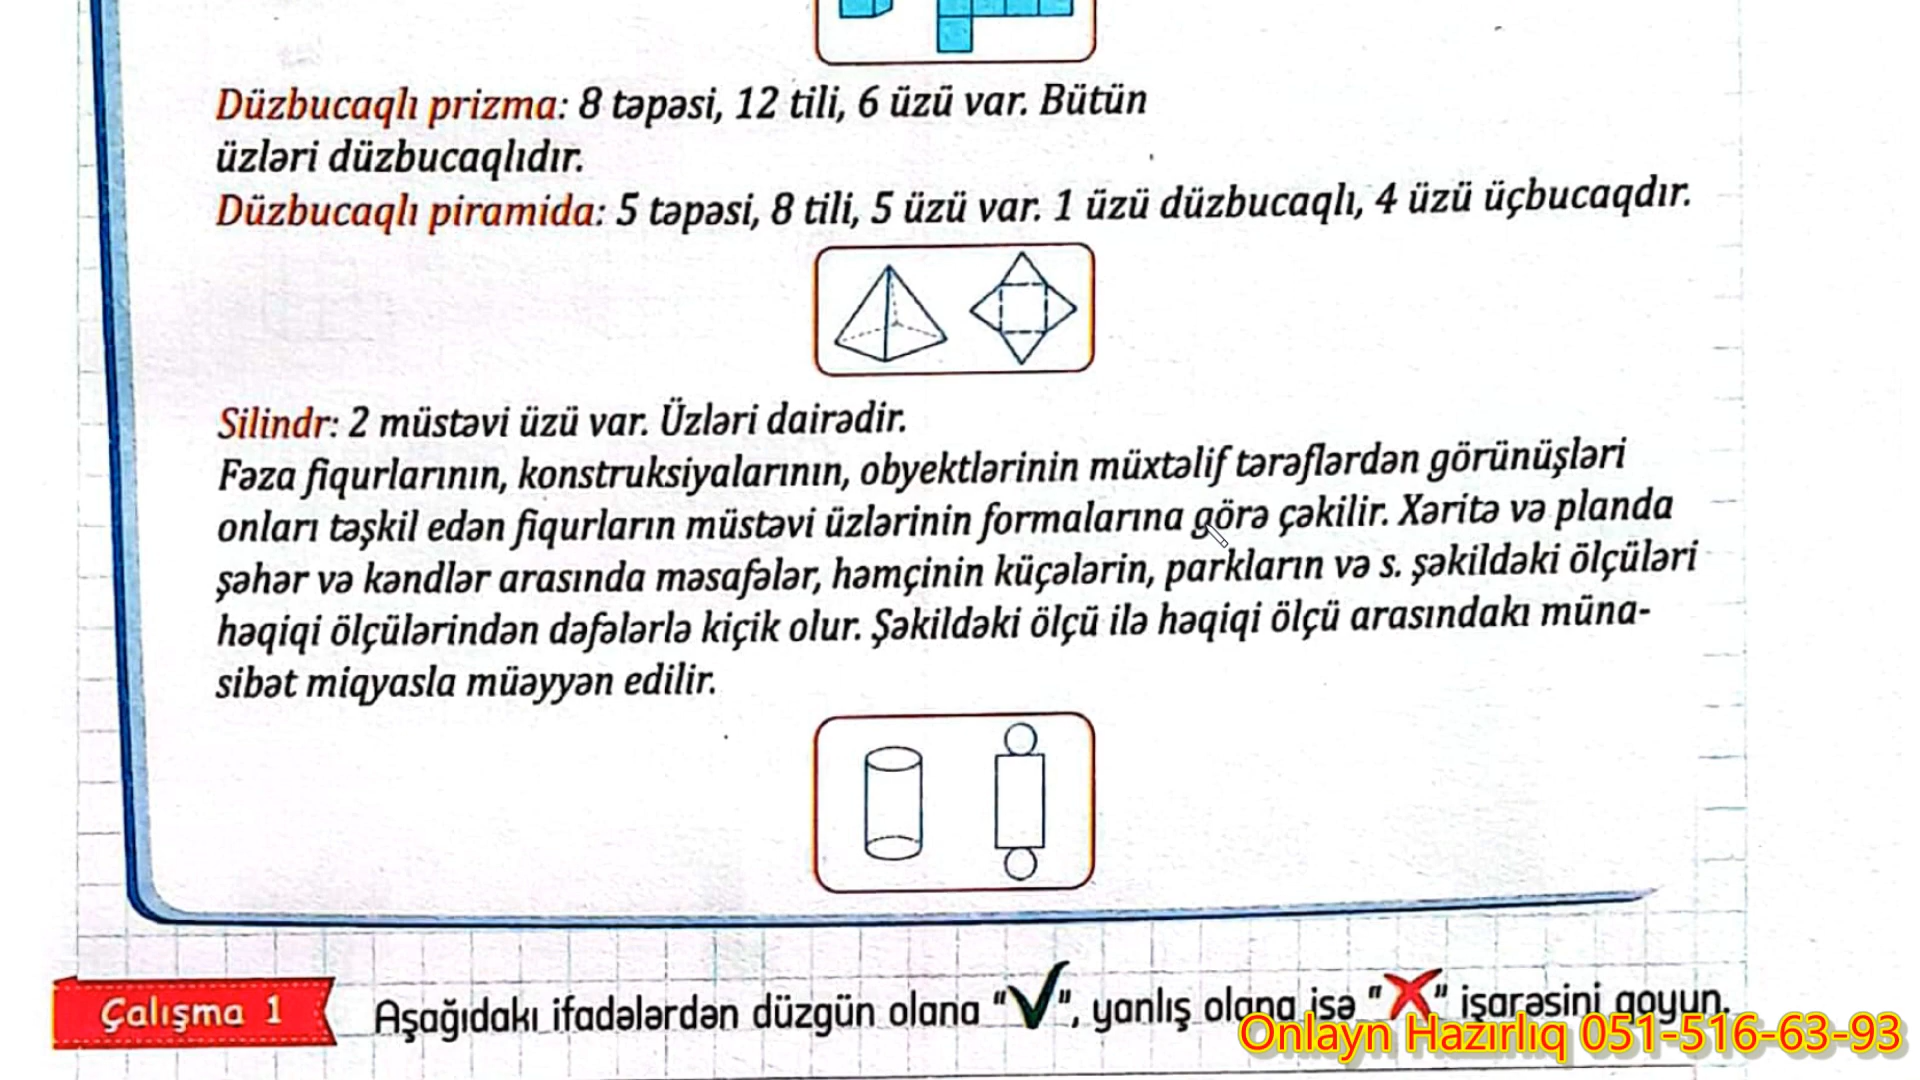 Düzbucaqlı prizma: 8 təpəsi, 12 tili, 6 üzü var. Bütün
üzləri düzbucaqlıdır.
Düzbucaqlı piramida: 5 təpəsi, 8 tili, 5 üzü var. 1 üzü düzbucaqlı, 4 üzü üçbucaqdır.
Silindr: 2 müstəvi üzü var. Üzləri dairədir.
Fəza fiqurlarının, konstruksiyalarının, obyektlərinin müxtəlif tərəflərdən görünüşləri
onları təşkil edən fiqurların müstəvi üzlərinin formalarına görə çəkilir. Xəritə və planda
şəhər və kəndlər arasında məsafələr, həmçinin küçələrin, parkların və s. şəkildəki ölçüləri
həqiqi ölçülərindən dəfələrlə kiçik olur. Şəkildəki ölçü ilə həqiqi ölçü arasındakı müna-
sibət miqyasla müəyyən edilir.
Çalışma 1
Aşağıdakı ifadələrdən düzgün olana "✓", yanlış olana isə "✗" işarəsini qoyun.
Onlayn Hazırlıq 051-516-63-93